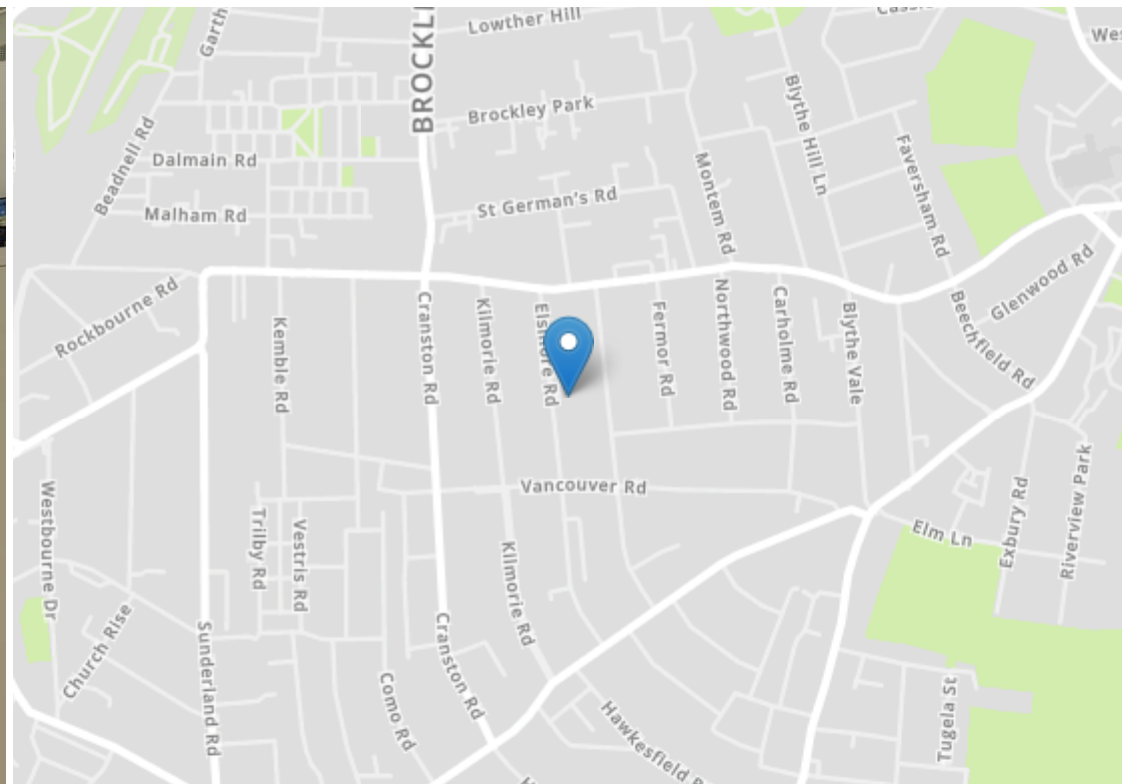 Lowther Hill
Garth
BROCKL
Wes
Brockley Park
Blythe Hill Ln
Beadnell Rd
Dalmain Rd
Faversham Rd
Montem Rd
St German's Rd
Malham Rd
Glenwood Rd
Rockbourne Rd
Beechfield Rd
Kemble Rd
Cranston Rd
Kilmorie Rd
Fermor Rd
Northwood Rd
Carholme Rd
Blythe Vale
Vancouver Rd
Westbourne Dr
Trilby Rd
Vestris Rd
Elm Ln
Exbury Rd
Riverview Park
Kilmorie Rd
Church Rise
Sunderland Rd
Cranston Rd
Como Rd
Hawkesfield R
Tugela St